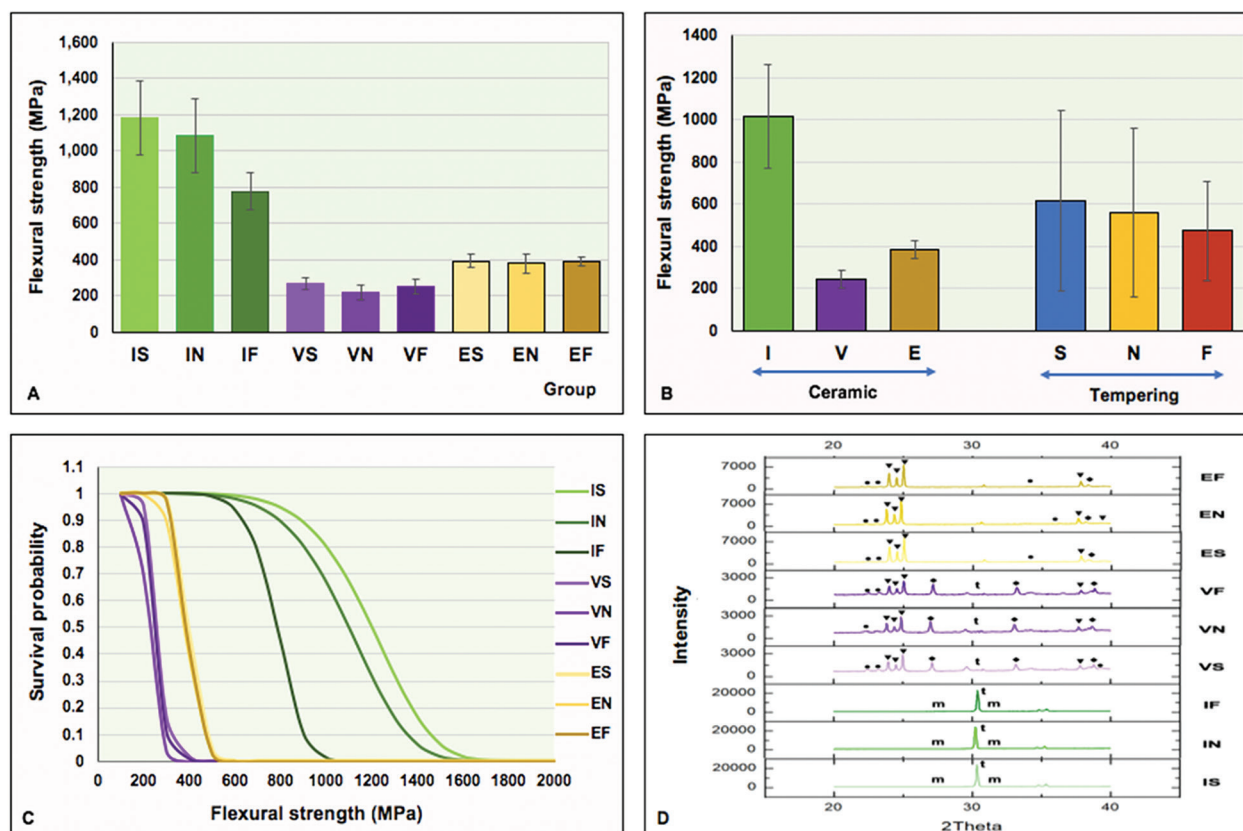 1,600
1,400
1,200
1,000
800
600
400
200
0
Flexural strength (MPa)
IS IN IF VS VN VF ES EN EF
Group
A
1400
1200
1000
800
600
400
200
0
Flexural strength (MPa)
I V E S N F
Ceramic Tempering
B
1.1
1
0.9
0.8
0.7
0.6
0.5
0.4
0.3
0.2
0.1
0
Survival probability
0 200 400 600 800 1000 1200 1400 1600 1800 2000
Flexural strength (MPa)
IS
IN
IF
VS
VN
VF
ES
EN
EF
C
20 30 40
7000
0
EF
7000
0
EN
7000
0
ES
3000
0
t
VF
3000
0
t
VN
3000
0
t
VS
20000
0
m t m
IF
20000
0
m t m
IN
20000
0
m t m
IS
Intensity
20 30 40
2Theta
D